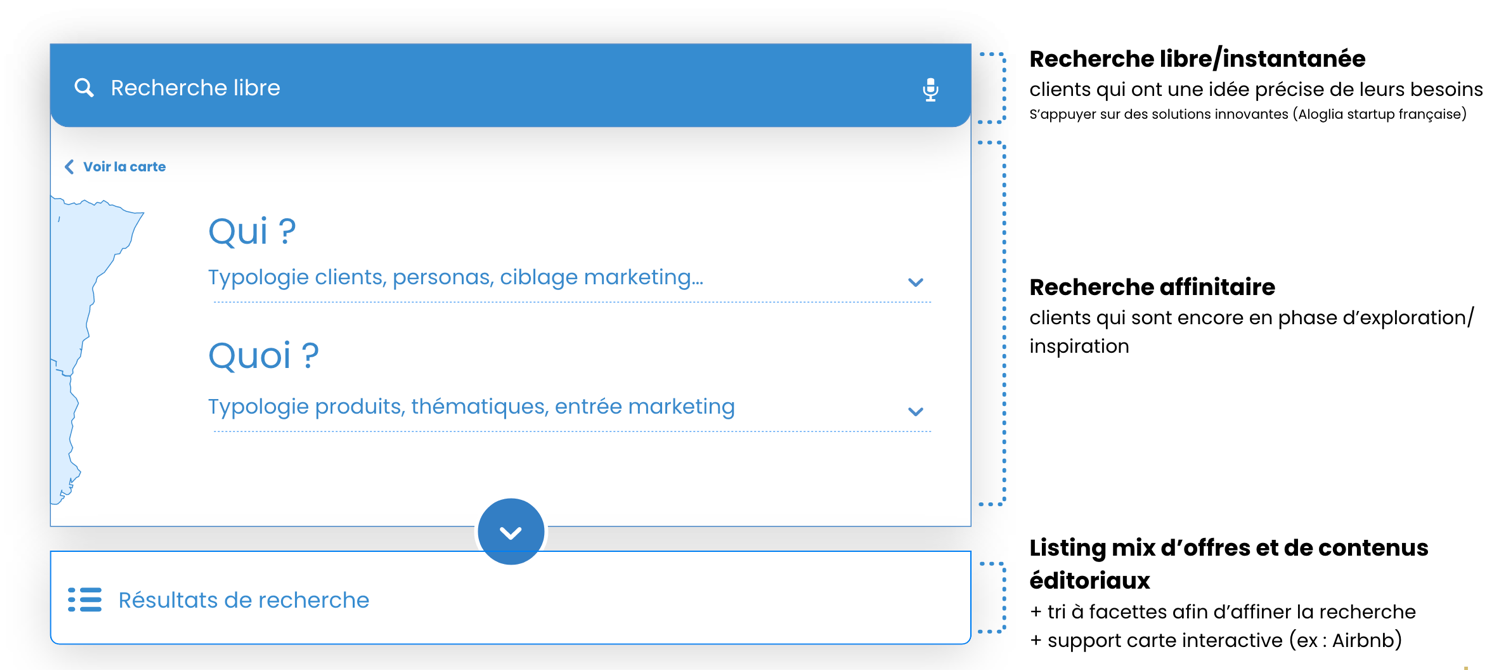 Recherche libre
Voir la carte
Qui ?
Typologie clients, personas, ciblage marketing...
Quoi ?
Typologie produits, thématiques, entrée marketing
Résultats de recherche
Recherche libre/instantanée
clients qui ont une idée précise de leurs besoins
S’appuyer sur des solutions innovantes (Aloglia startup française)
Recherche affinitaire
clients qui sont encore en phase d’exploration/
inspiration
Listing mix d’offres et de contenus
éditoriaux
+ tri à facettes afin d’affiner la recherche
+ support carte interactive (ex : Airbnb)